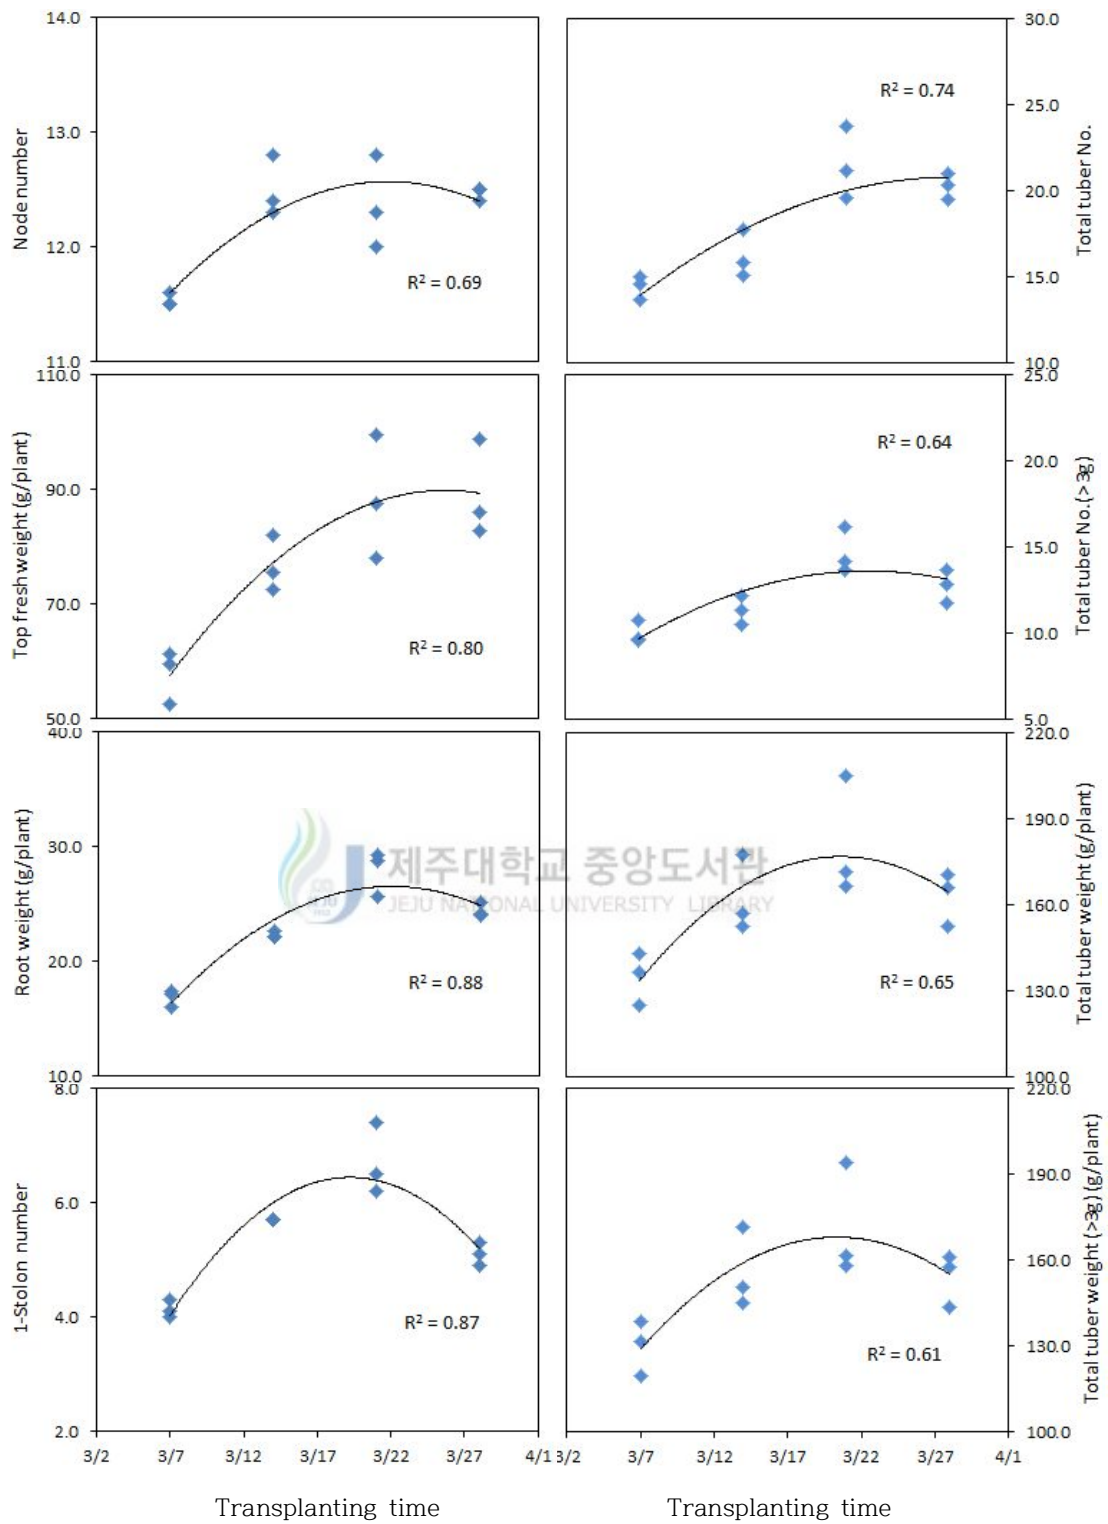 14.0
13.0
12.0
11.0
Node number
R² = 0.69
30.0
25.0
20.0
15.0
10.0
Total tuber No.
R² = 0.74
110.0
90.0
70.0
50.0
Top fresh weight (g/plant)
R² = 0.80
25.0
20.0
15.0
10.0
5.0
Total tuber No.(>3g)
R² = 0.64
40.0
30.0
20.0
10.0
Root weight (g/plant)
R² = 0.88
220.0
190.0
160.0
130.0
100.0
Total tuber weight (g/plant)
R² = 0.65
제주대학교 중앙도서관
JEJU NATIONAL UNIVERSITY LIBRARY
8.0
6.0
4.0
2.0
1-Stolon number
R² = 0.87
220.0
190.0
160.0
130.0
100.0
Total tuber weight (>3g) (g/plant)
R² = 0.61
3/2 3/7 3/12 3/17 3/22 3/27 4/1
3/2 3/7 3/12 3/17 3/22 3/27 4/1
Transplanting time
Transplanting time